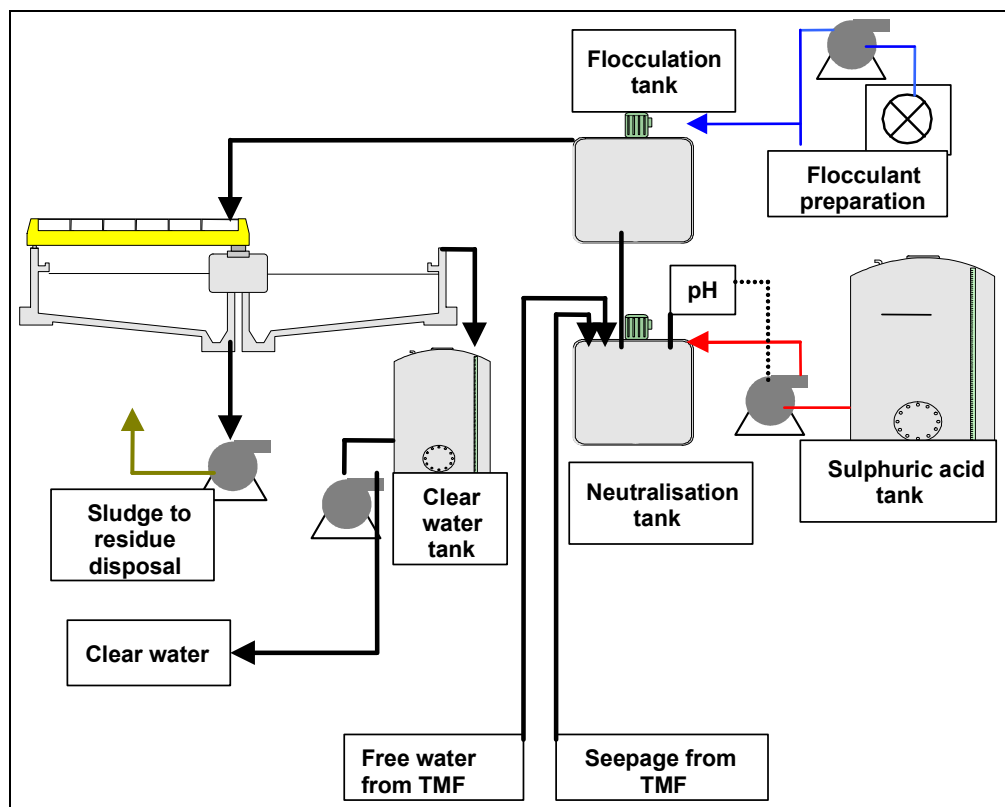 Flocculation
tank
Flocculant
preparation
pH
Sulphuric acid
tank
Neutralisation
tank
Clear
water
tank
Sludge to
residue
disposal
Clear water
Free water
from TMF
Seepage from
TMF